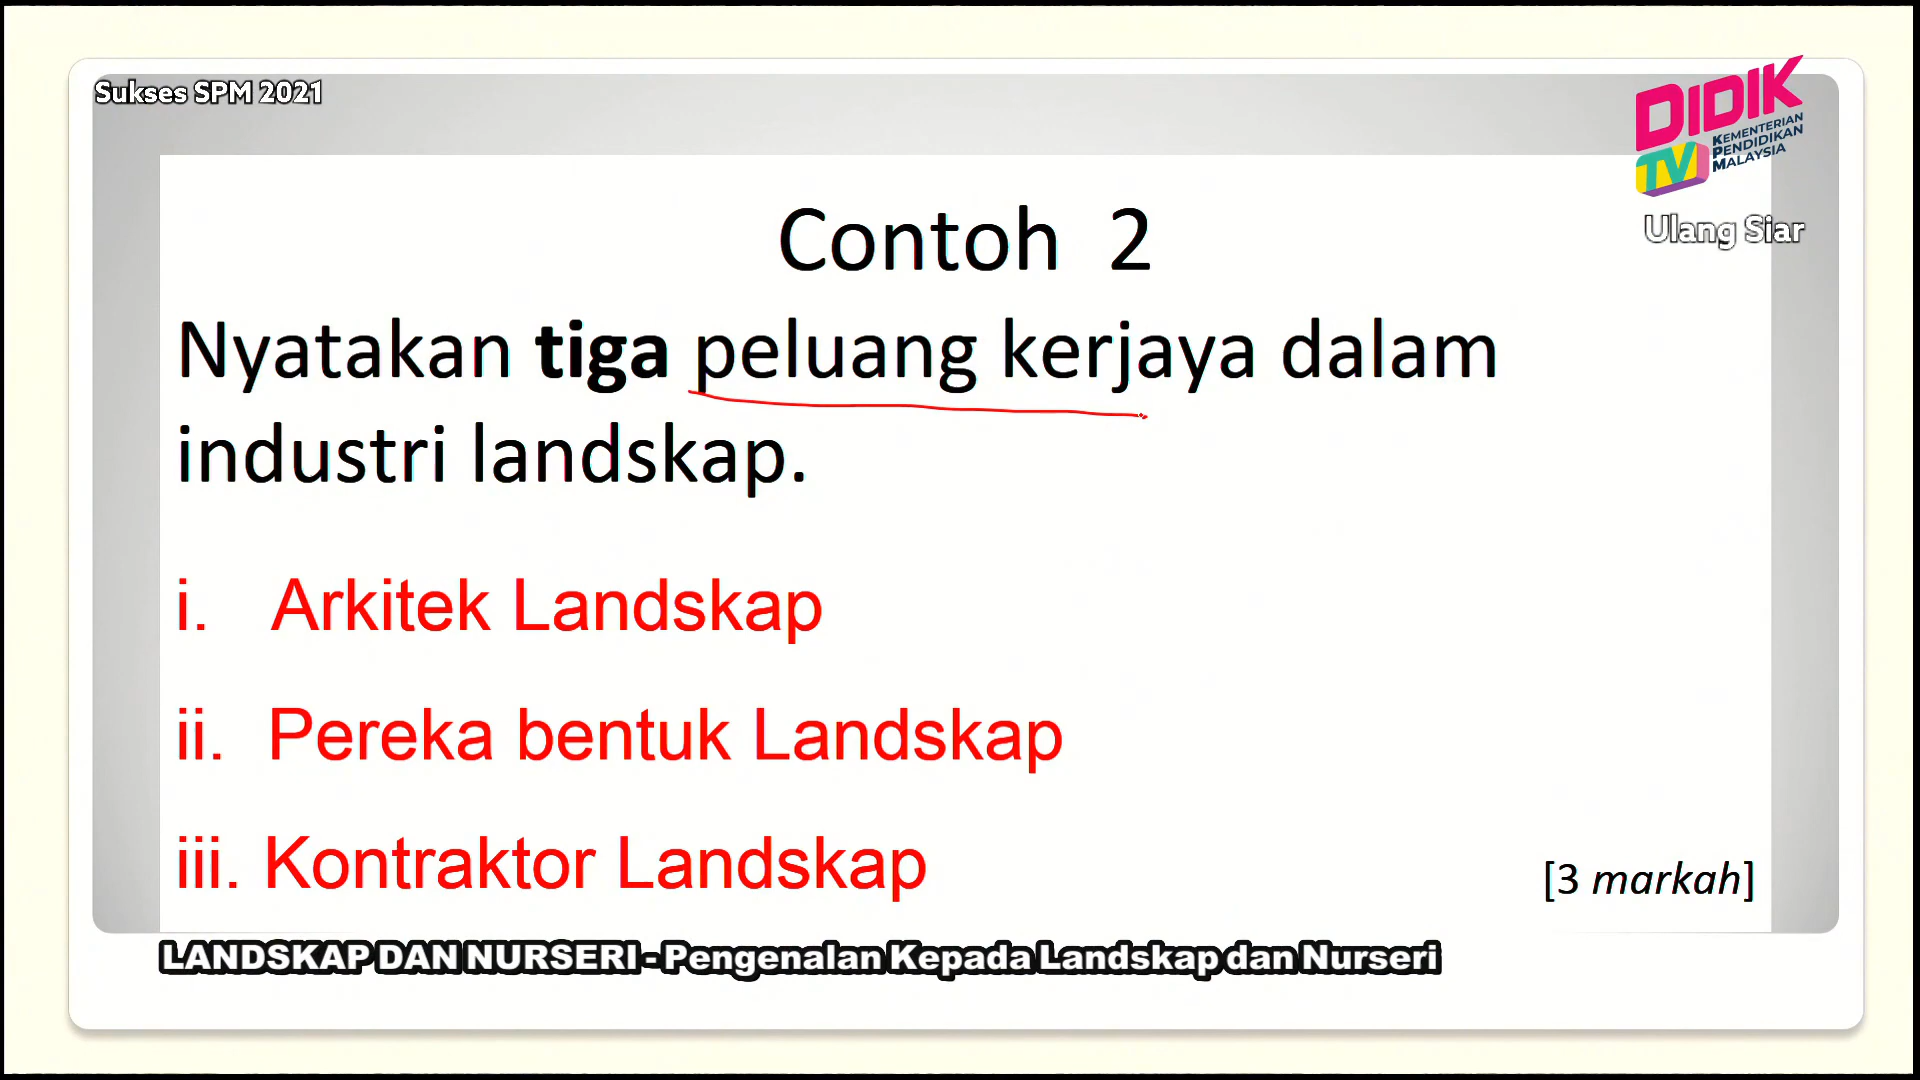 Sukses SPM 2021
DIDIK
TV
KEMENTERIAN
PENDIDIKAN
MALAYSIA
Ulang Siar
Contoh 2
Nyatakan tiga peluang kerjaya dalam
industri landskap.
i. Arkitek Landskap
ii. Pereka bentuk Landskap
iii. Kontraktor Landskap
[3 markah]
LANDSKAP DAN NURSERI - Pengenalan Kepada Landskap dan Nurseri